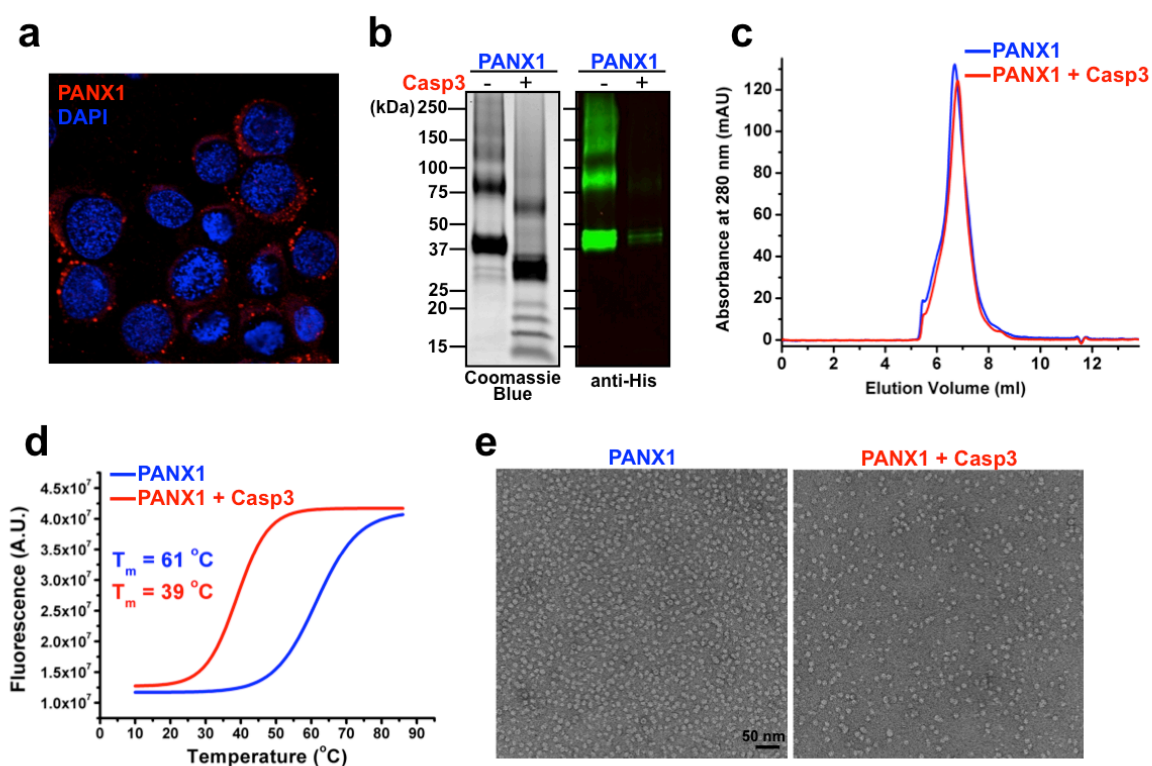 a
PANX1
DAPI
b
PANX1 PANX1
Casp3 - + - +
(kDa)
250
150
100
75
50
37
25
20
15
Coomassie
Blue
anti-His
c
PANX1
PANX1 + Casp3
Absorbance at 280 nm (mAU)
120
100
80
60
40
20
0
0 2 4 6 8 10 12
Elution Volume (ml)
d
PANX1
PANX1 + Casp3
Fluorescence (A.U.)
4.5x10⁷
4.0x10⁷
3.5x10⁷
3.0x10⁷
2.5x10⁷
2.0x10⁷
1.5x10⁷
1.0x10⁷
Tₘ = 61 °C
Tₘ = 39 °C
0 10 20 30 40 50 60 70 80 90
Temperature (°C)
e
PANX1 PANX1 + Casp3
50 nm